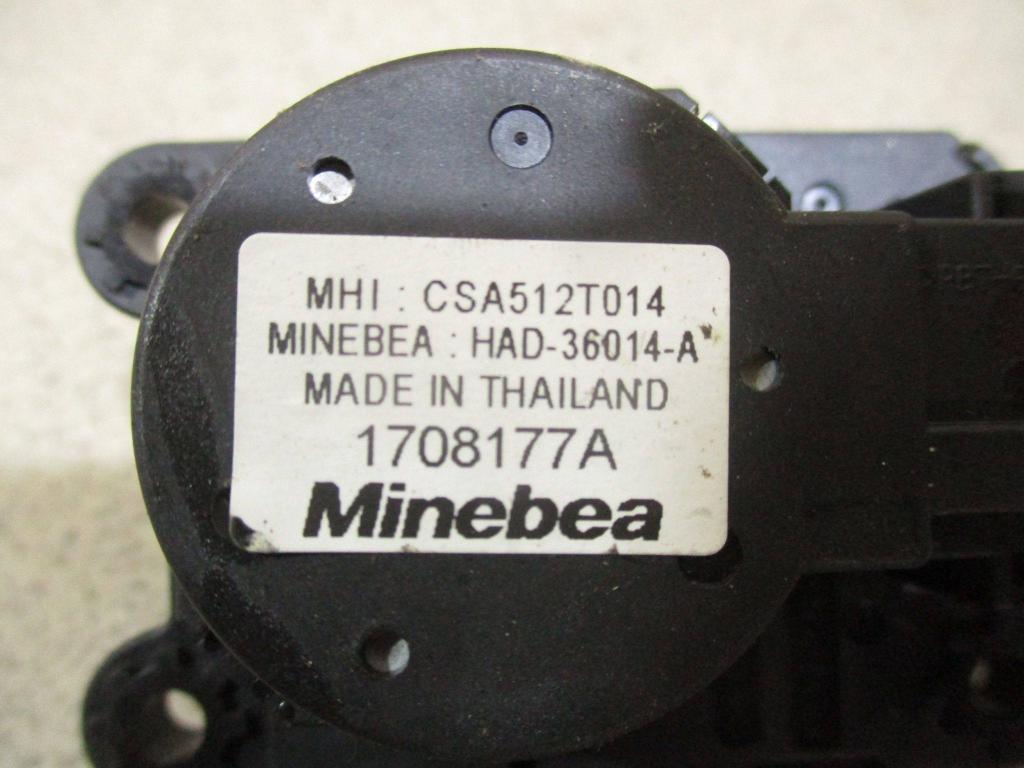 MHI : CSA512T014
MINEBEA : HAD-36014-A
MADE IN THAILAND
1708177A
Minebea